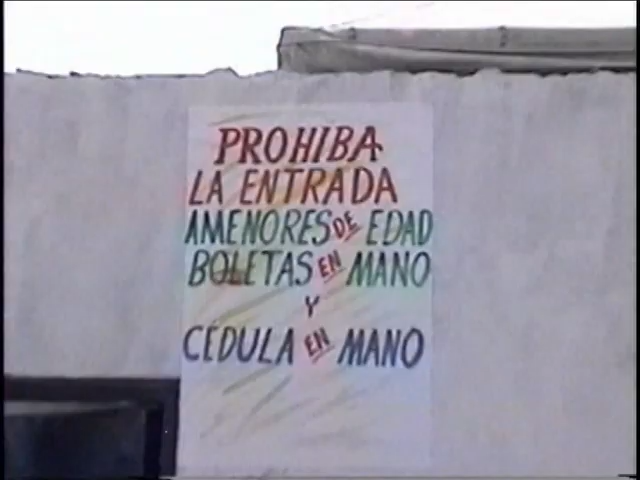 PROHIBA
LA ENTRADA
AMENORES DE EDAD
BOLETAS EN MANO
Y
CEDULA EN MANO